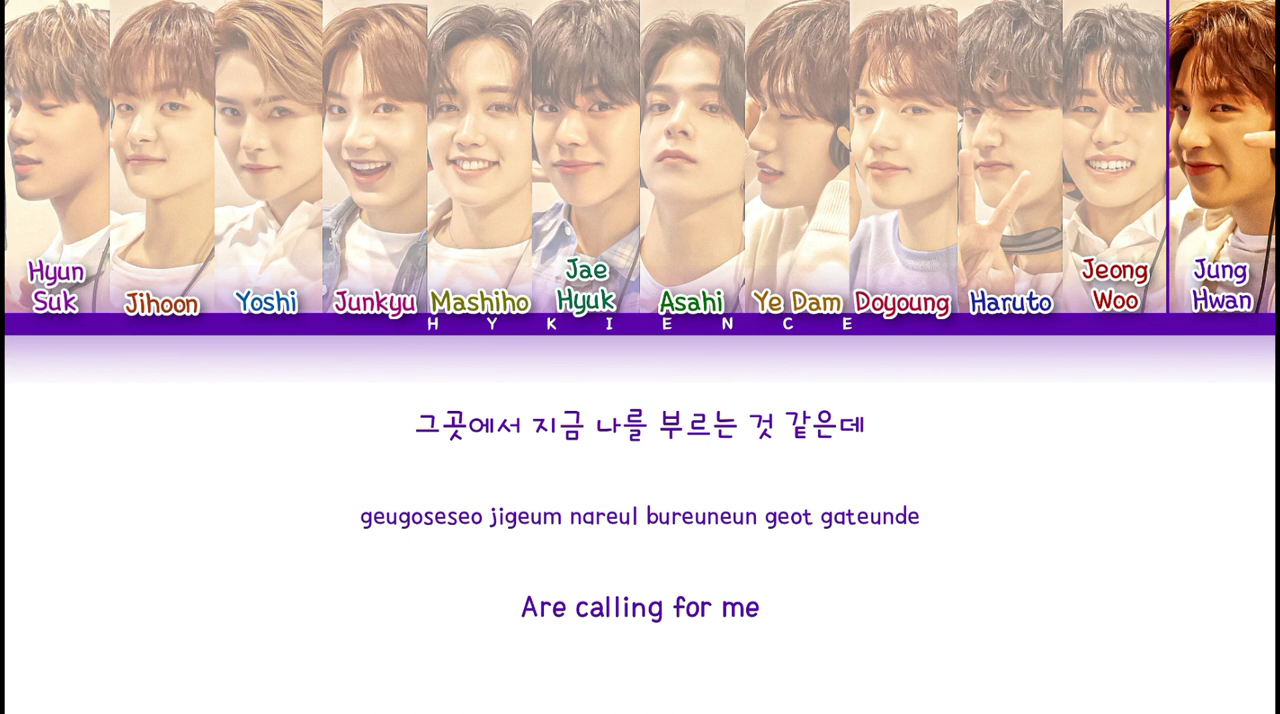 Hyun
Suk
Jihoon
Yoshi
Junkyu
Mashiho
Jae
Hyuk
Asahi
Ye Dam
Doyoung
Haruto
Jeong
Woo
Jung
Hwan
HYKIENCE
그곳에서 지금 나를 부르는 것 같은데
geugoseseo jigeum nareul bureuneun geot gateunde
Are calling for me